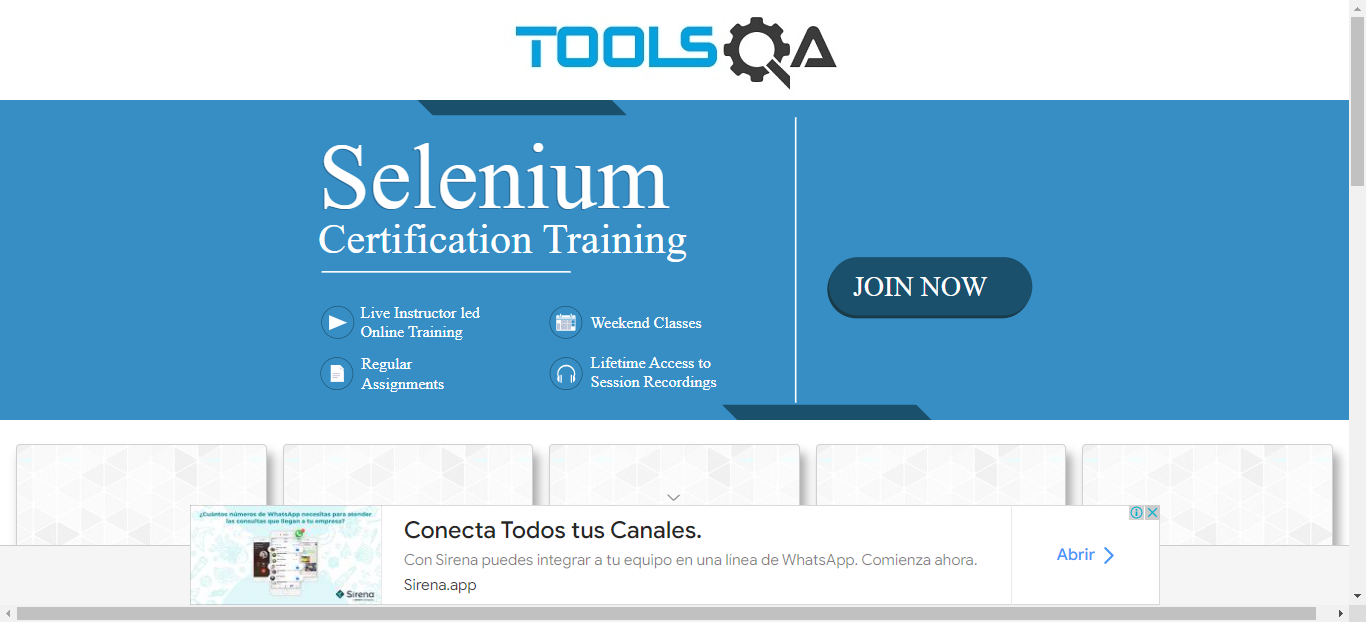 TOOLSQA
Selenium
Certification Training
JOIN NOW
Live Instructor led
Online Training
Weekend Classes
Regular
Assignments
Lifetime Access to
Session Recordings
¿Cuántos números de WhatsApp necesitas para atender
las consultas que llegan a tu empresa?
Sirena
Conecta Todos tus Canales.
Con Sirena puedes integrar a tu equipo en una línea de WhatsApp. Comienza ahora.
Sirena.app
Abrir